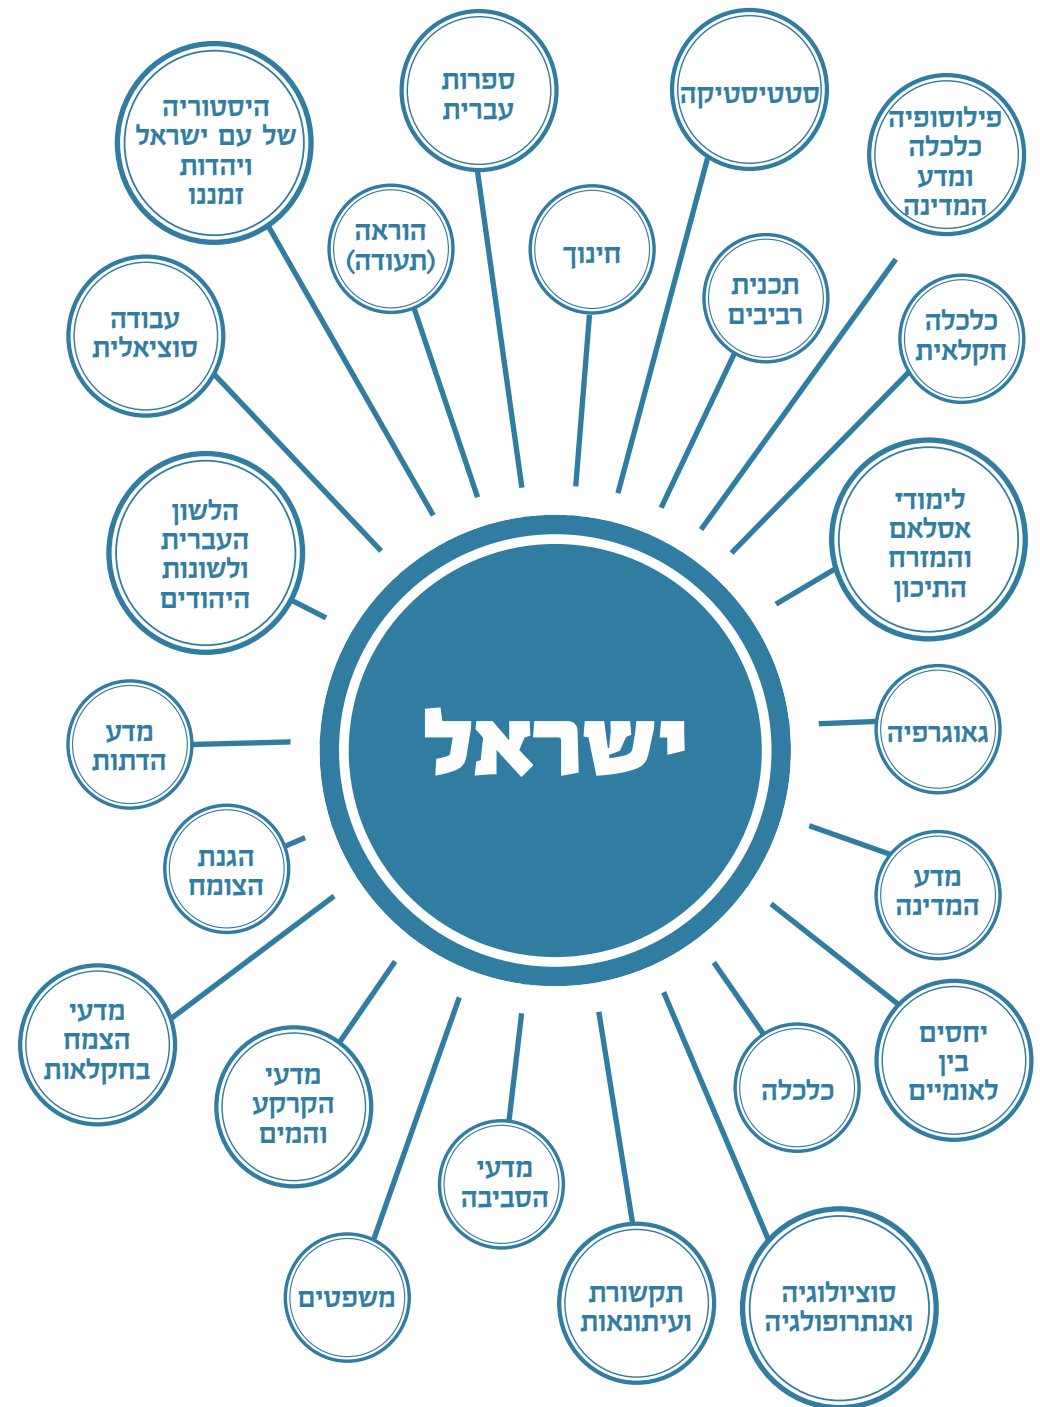 ספרות
עברית
סטטיסטיקה
פילוסופיה
כלכלה
ומדע
המדינה
היסטוריה
של עם ישראל
ויהדות
זמננו
הוראה
(תעודה)
חינוך
תכנית
רביבים
כלכלה
חקלאית
עבודה
סוציאלית
לימודי
אסלאם
והמזרח
התיכון
הלשון
העברית
ולשונות
היהודים
ישראל
גאוגרפיה
מדע
הדתות
הגנת
הצומח
מדע
המדינה
יחסים
בין
לאומיים
מדעי
הצמח
בחקלאות
מדעי
הקרקע
והמים
כלכלה
מדעי
הסביבה
משפטים
תקשורת
ועיתונאות
סוציולוגיה
ואנתרופולגיה